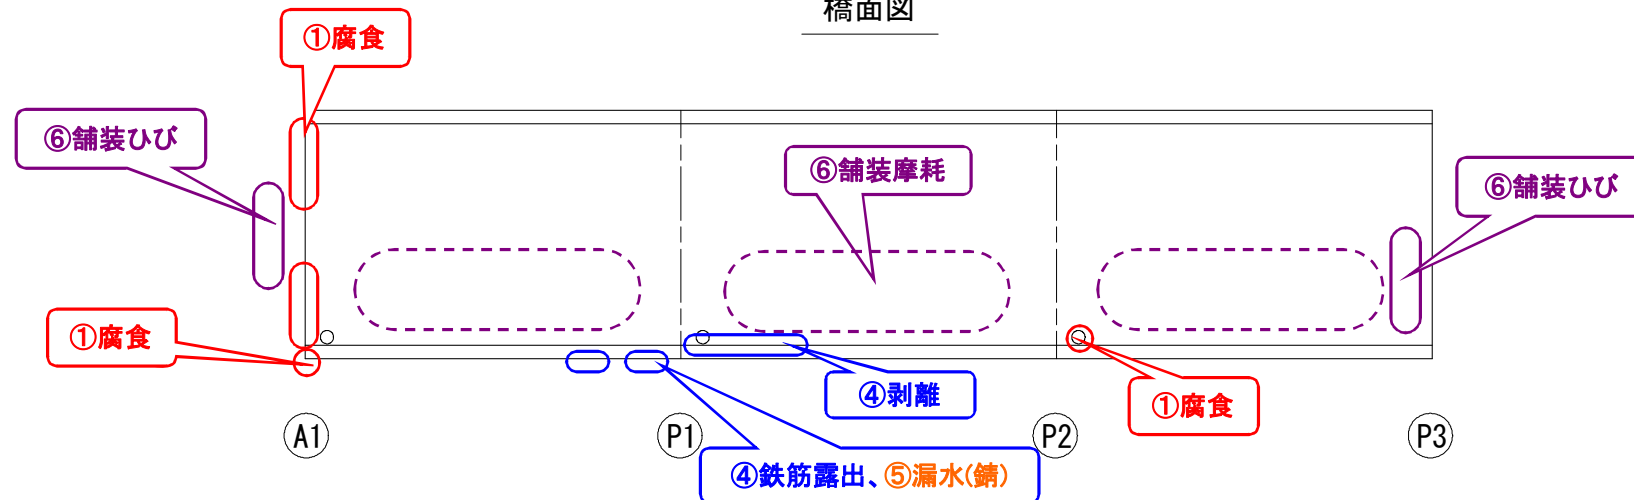 橋面図
①腐食
⑥舗装ひび
⑥舗装摩耗
⑥舗装ひび
①腐食
④剥離
①腐食
A1
P1
P2
P3
④鉄筋露出、⑤漏水(錆)